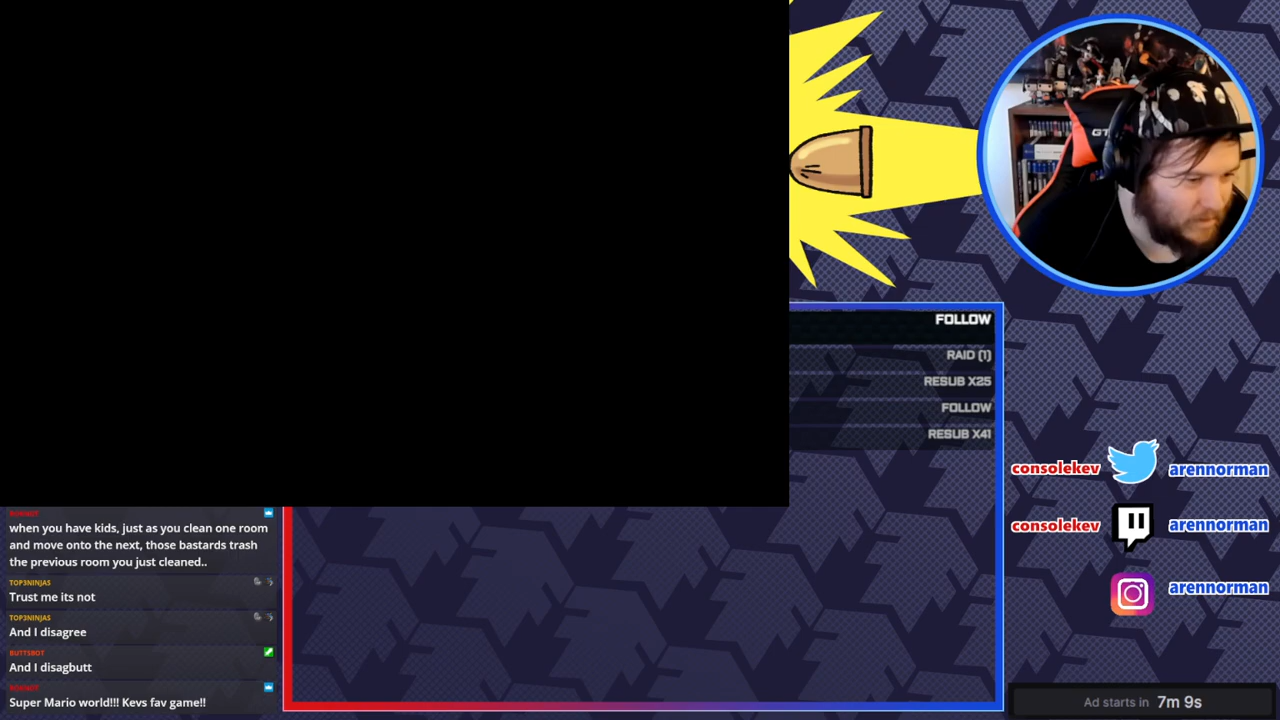 FOLLOW
RAID (1)
RESUB X25
FOLLOW
RESUB X41
GT
consolekev
arennorman
consolekev
arennorman
arennorman
when you have kids, just as you clean one room
and move onto the next, those bastards trash
the previous room you just cleaned..
TOP3NINJAS
Trust me its not
TOP3NINJAS
And I disagree
BUTTSBOT
And I disagbutt
Super Mario world!!! Kevs fav game!!
Ad starts in 7m 9s